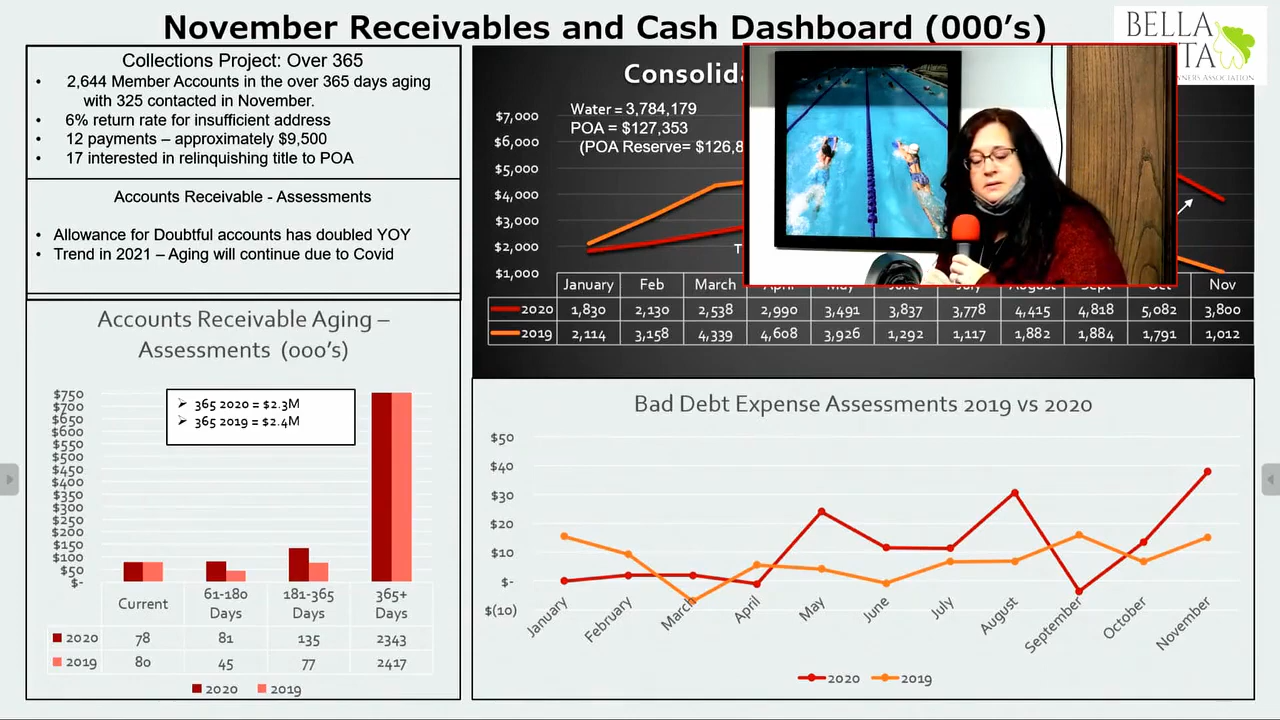 November Receivables and Cash Dashboard (000's)
BELLA
TA
OWNERS ASSOCIATION
Collections Project: Over 365
• 2,644 Member Accounts in the over 365 days aging
with 325 contacted in November.
• 6% return rate for insufficient address
• 12 payments – approximately $9,500
• 17 interested in relinquishing title to POA
Accounts Receivable - Assessments
• Allowance for Doubtful accounts has doubled YOY
• Trend in 2021 – Aging will continue due to Covid
Accounts Receivable Aging –
Assessments (000's)
$750
$700
$650
$600
$550
$500
$450
$400
$350
$300
$250
$200
$150
$100
$50
$-
➢ 365 2020 = $2.3M
➢ 365 2019 = $2.4M
Current 61-180 Days 181-365 Days 365+ Days
2020 78 81 135 2343
2019 80 45 77 2417
2020 2019
Consolida
Water = 3,784,179
POA = $127,353
(POA Reserve= $126,8
$7,000
$6,000
$5,000
$4,000
$3,000
$2,000
$1,000
T
January Feb March April May June July August Sept Oct Nov
2020 1,830 2,130 2,538 2,990 3,491 3,837 3,778 4,415 4,818 5,082 3,800
2019 2,114 3,158 4,339 4,608 3,926 1,292 1,117 1,882 1,884 1,791 1,012
Bad Debt Expense Assessments 2019 vs 2020
$50
$40
$30
$20
$10
$-
$(10)
January February March April May June July August September October November
2020 2019